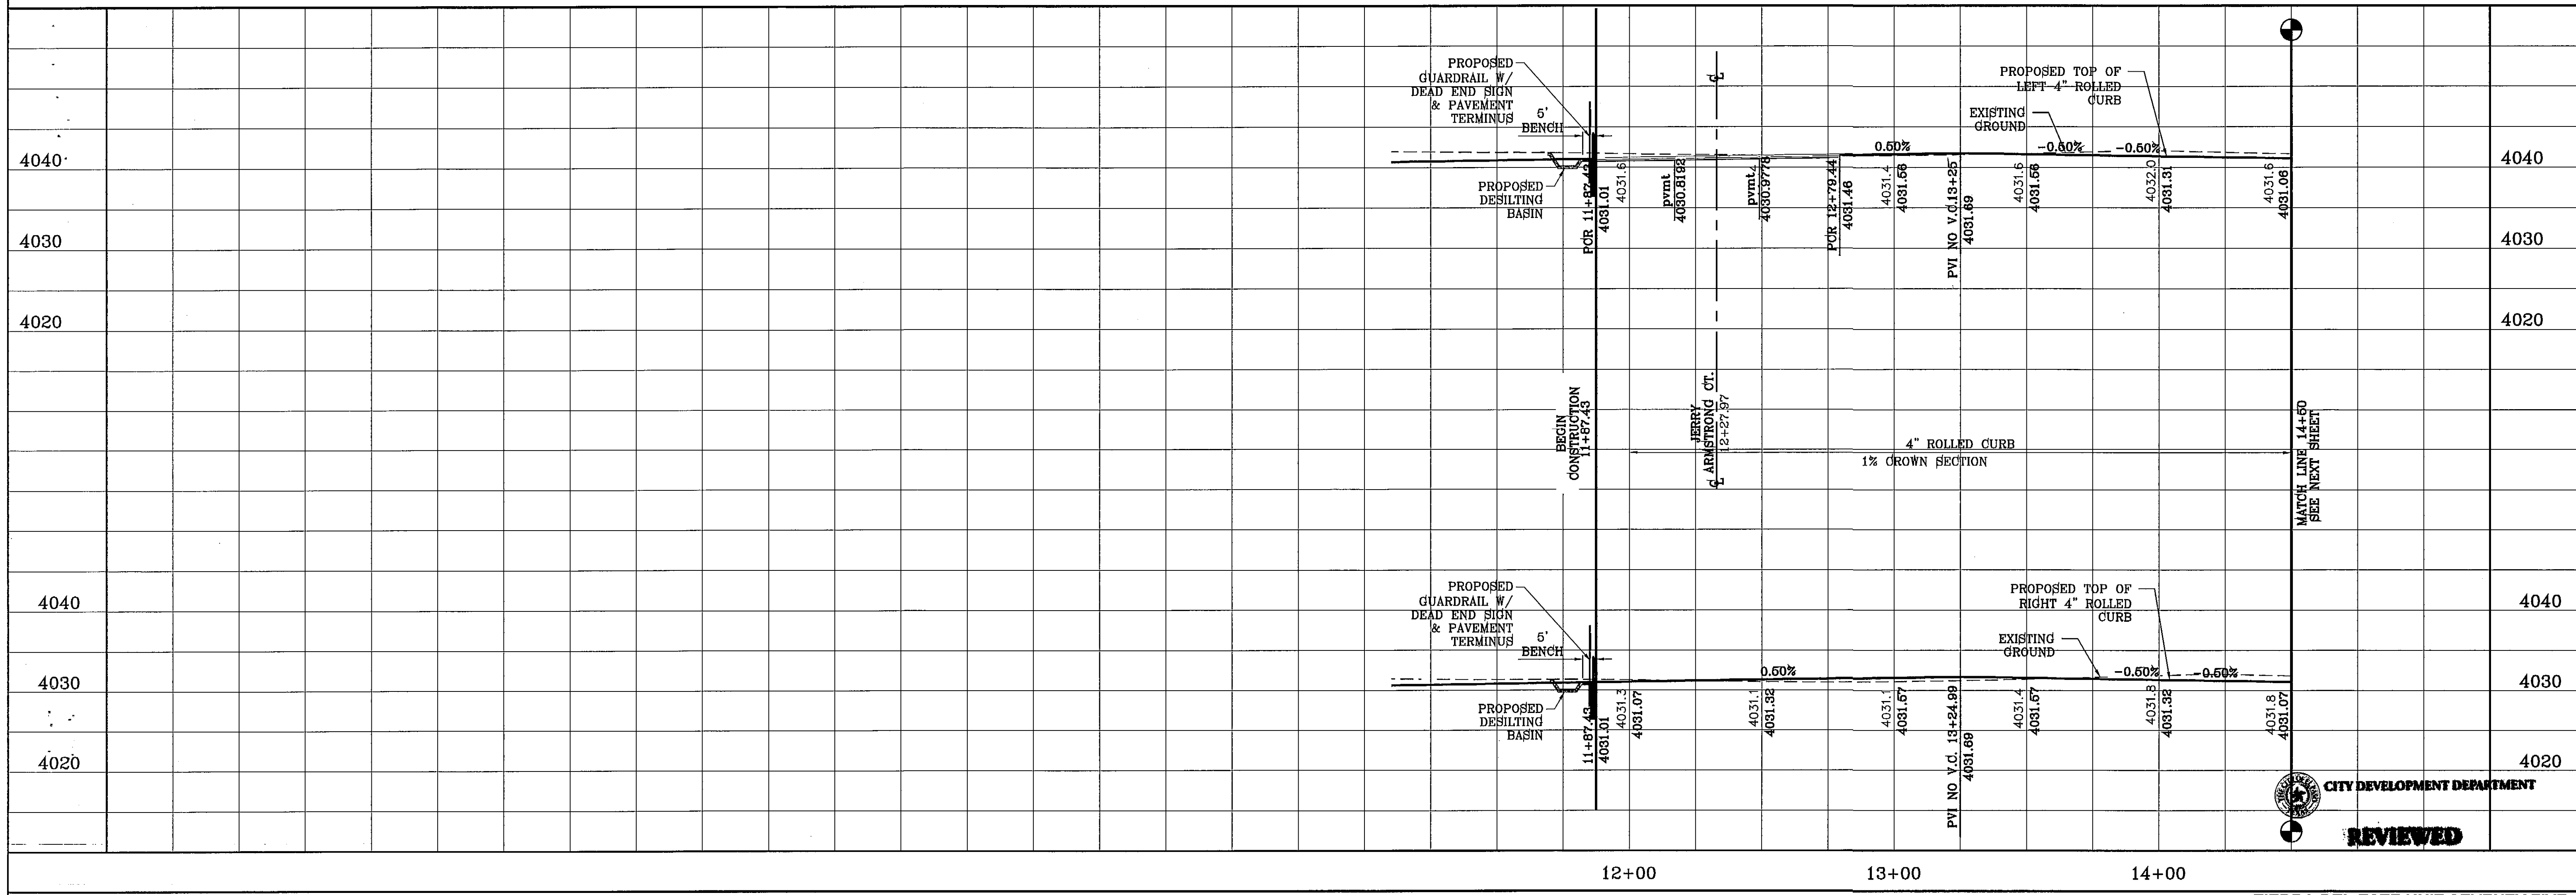 PROPOSED
GUARDRAIL W/
DEAD END SIGN
& PAVEMENT
TERMINUS
5'
BENCH
PROPOSED
DESILTING
BASIN
PROPOSED TOP OF
LEFT 4" ROLLED
CURB
EXISTING
GROUND
0.50%
-0.50%
-0.50%
4040
4030
4020
4040
4030
4020
PCR 11+87.43
4031.01
4031.6
pvmt
4030.8192
pvmt
4030.9778
PCR 12+79.44
4031.46
4031.4
4031.56
PVI NO V.C.13+25
4031.69
4031.6
4031.56
4032.0
4031.31
4031.6
4031.06
BEGIN
CONSTRUCTION
11+87.43
JERRY
ARMSTRONG CT.
12+27.97
4" ROLLED CURB
1% CROWN SECTION
MATCH LINE 14+50
SEE NEXT SHEET
PROPOSED
GUARDRAIL W/
DEAD END SIGN
& PAVEMENT
TERMINUS
5'
BENCH
PROPOSED
DESILTING
BASIN
PROPOSED TOP OF
RIGHT 4" ROLLED
CURB
EXISTING
GROUND
0.50%
-0.50%
-0.50%
4040
4030
4020
4040
4030
4020
11+87.43
4031.01
4031.3
4031.07
4031.1
4031.32
4031.1
4031.57
PVI NO V.C. 13+24.99
4031.69
4031.4
4031.57
4031.8
4031.32
4031.8
4031.07
CITY DEVELOPMENT DEPARTMENT
REVIEWED
12+00
13+00
14+00